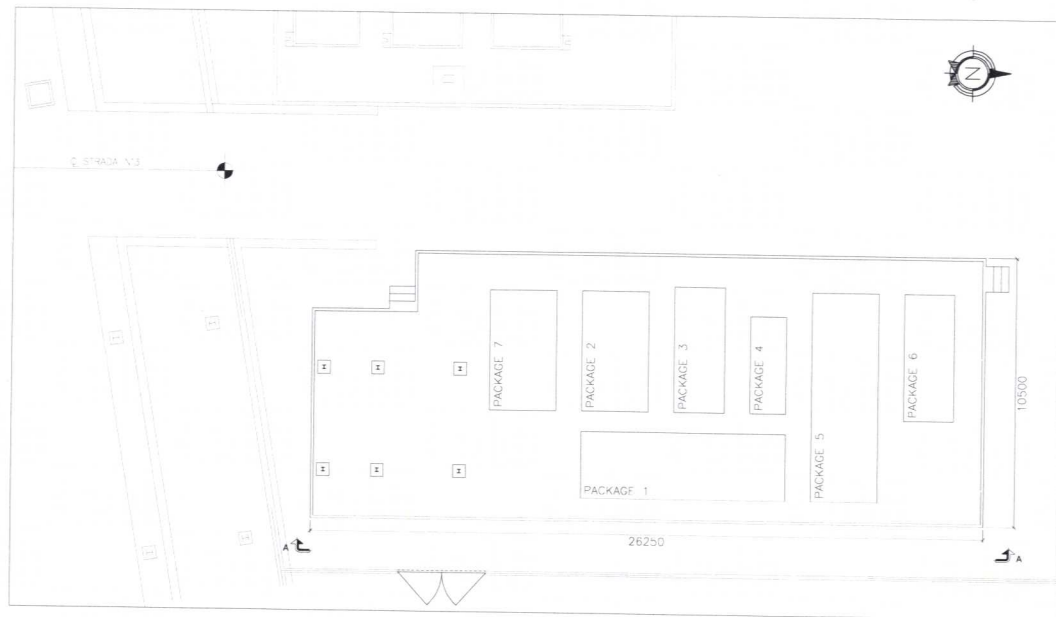 N
℄ STRADA N°3
PACKAGE 7
PACKAGE 2
PACKAGE 3
PACKAGE 4
PACKAGE 5
PACKAGE 6
PACKAGE 1
10500
26250
A
A